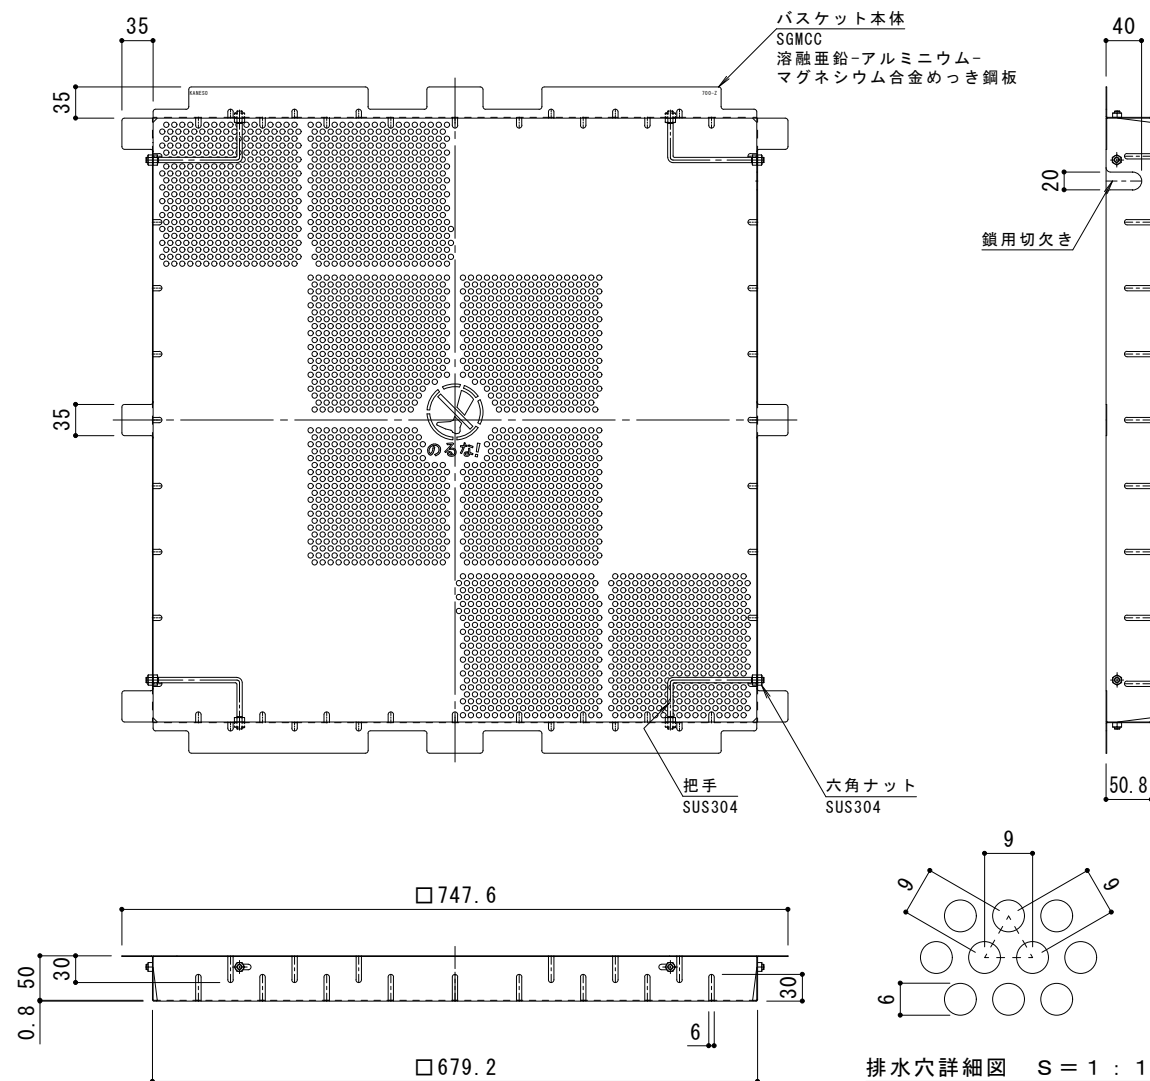 35
バスケット本体
SGMCC
溶融亜鉛-アルミニウム-
マグネシウム合金めっき鋼板
40
35
KANESO
700-Z
20
鎖用切欠き
35
のるな!
把手
SUS304
六角ナット
SUS304
50.8
9
9
9
6
□747.6
50
30
0.8
30
6
□679.2
排水穴詳細図 S=1:1